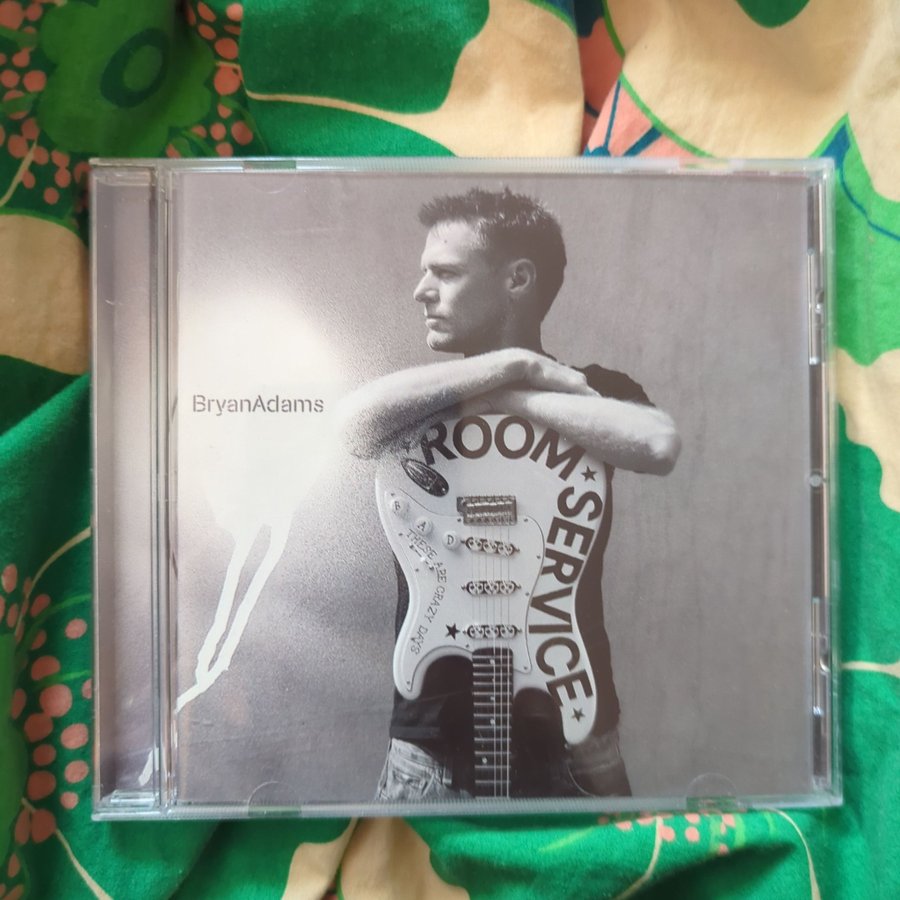 BryanAdams
ROOM★SERVICE★
B A D
THESE ARE CRAZY DAYS